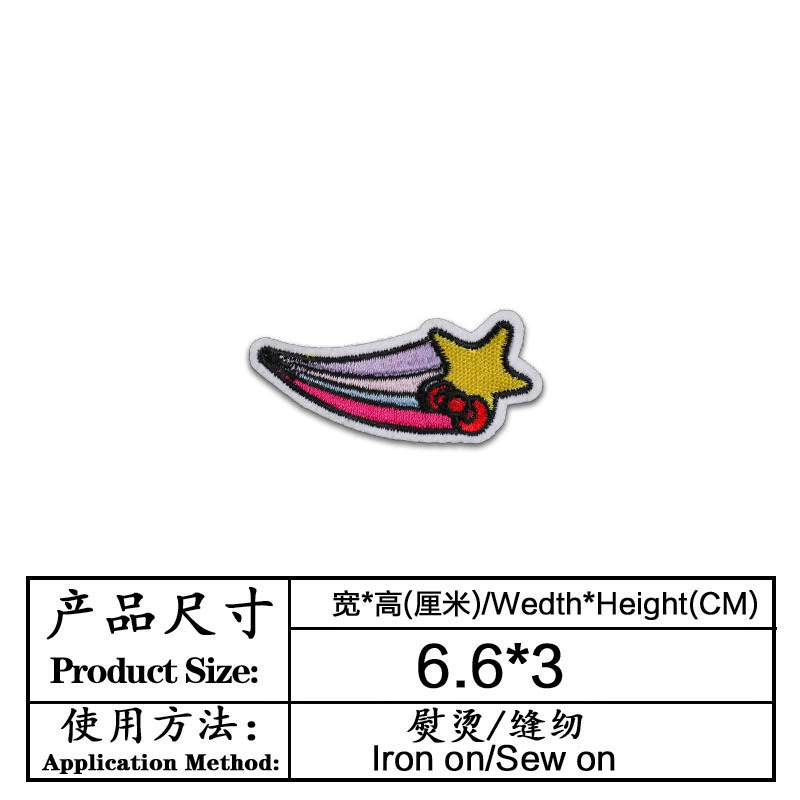 产品尺寸
Product Size:
宽*高(厘米)/Wedth*Height(CM)
6.6*3
使用方法:
Application Method:
熨烫/缝纫
Iron on/Sew on